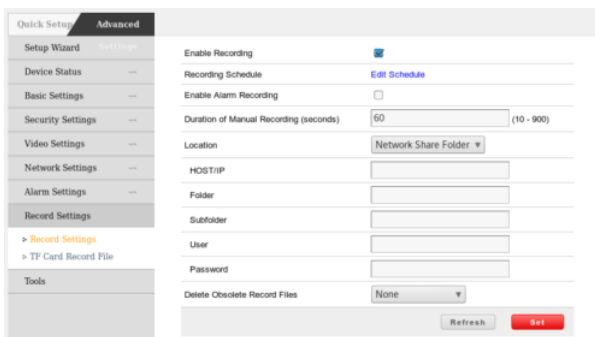 Quick Setup Advanced
Setup Wizard Settings
Device Status
Basic Settings
Security Settings
Video Settings
Network Settings
Alarm Settings
Record Settings
> Record Settings
> TF Card Record File
Tools
Enable Recording
Recording Schedule Edit Schedule
Enable Alarm Recording
Duration of Manual Recording (seconds) 60 (10 - 900)
Location Network Share Folder
HOST/IP
Folder
Subfolder
User
Password
Delete Obsolete Record Files None
Refresh Set